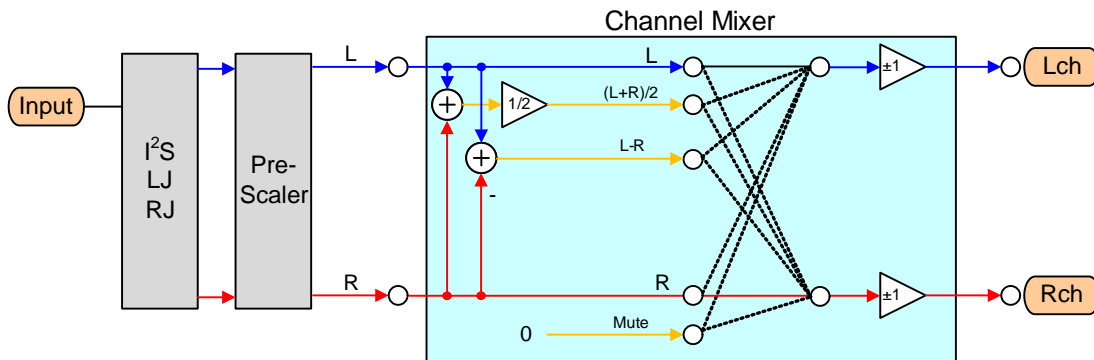 Channel Mixer
Input
I²S
LJ
RJ
Pre-
Scaler
L
L
±1
Lch
+
1/2
(L+R)/2
+
L-R
-
R
R
±1
Rch
0
Mute